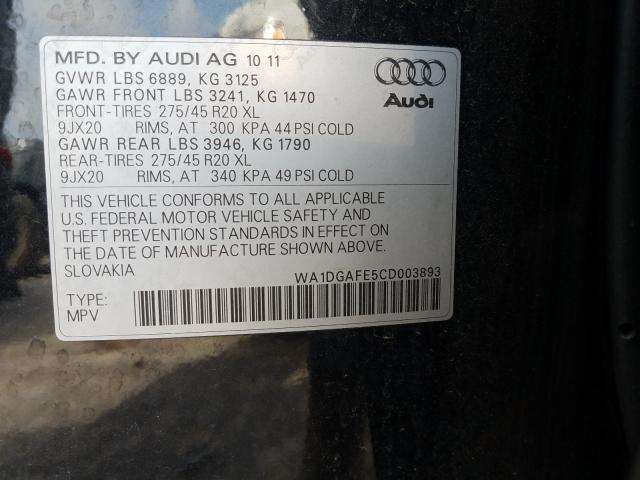 MFD. BY AUDI AG 10 11
GVWR LBS 6889, KG 3125
GAWR FRONT LBS 3241, KG 1470
FRONT-TIRES 275/45 R20 XL
9JX20 RIMS, AT 300 KPA 44 PSI COLD
GAWR REAR LBS 3946, KG 1790
REAR-TIRES 275/45 R20 XL
9JX20 RIMS, AT 340 KPA 49 PSI COLD
Audi
THIS VEHICLE CONFORMS TO ALL APPLICABLE
U.S. FEDERAL MOTOR VEHICLE SAFETY AND
THEFT PREVENTION STANDARDS IN EFFECT ON
THE DATE OF MANUFACTURE SHOWN ABOVE.
SLOVAKIA
WA1DGAFE5CD003893
TYPE:
MPV